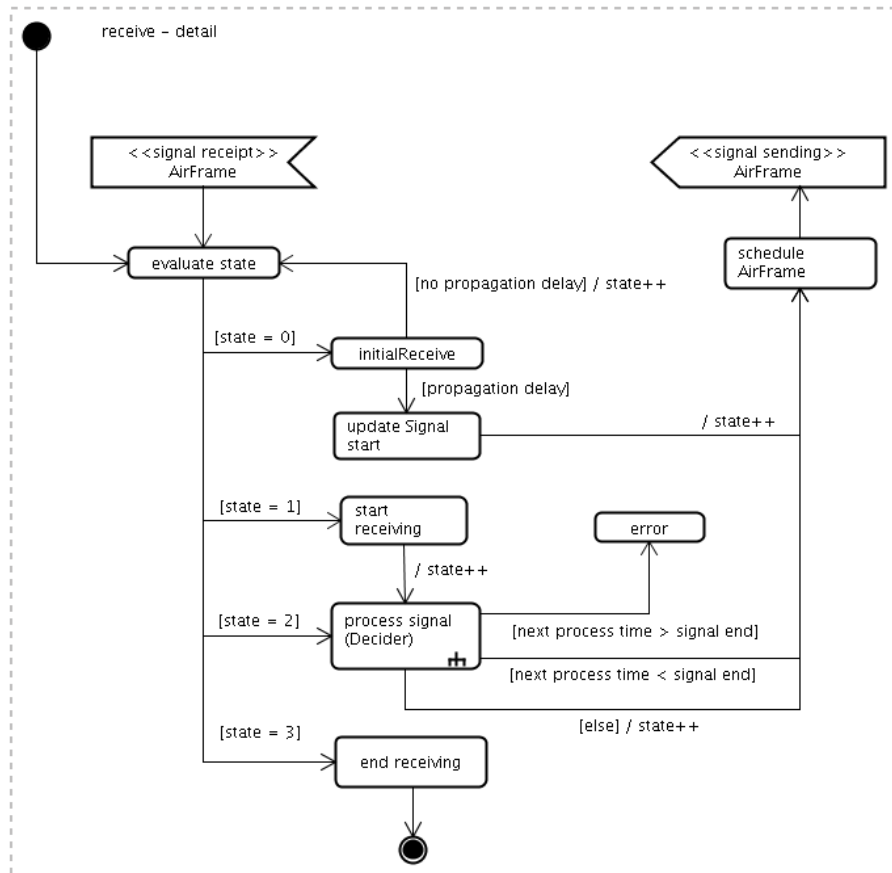 receive - detail
<<signal receipt>>
AirFrame
<<signal sending>>
AirFrame
evaluate state
schedule
AirFrame
[no propagation delay] / state++
[state = 0]
initialReceive
[propagation delay]
update Signal
start
/ state++
[state = 1]
start
receiving
error
/ state++
[state = 2]
process signal
(Decider)
[next process time > signal end]
[next process time < signal end]
[else] / state++
[state = 3]
end receiving